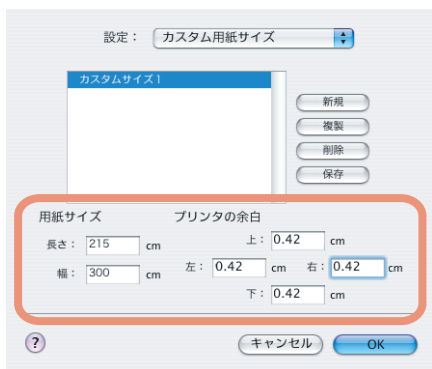 設定： カスタム用紙サイズ
カスタムサイズ 1
新規
複製
削除
保存
用紙サイズ
プリンタの余白
長さ： 215 cm
上： 0.42 cm
幅： 300 cm
左： 0.42 cm 右： 0.42 cm
下： 0.42 cm
? キャンセル OK